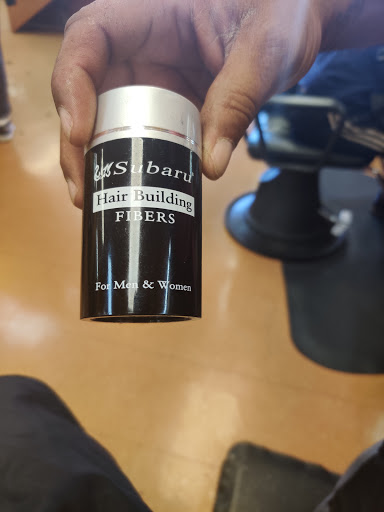 Subaru
Hair Building
FIBERS
For Men & Women